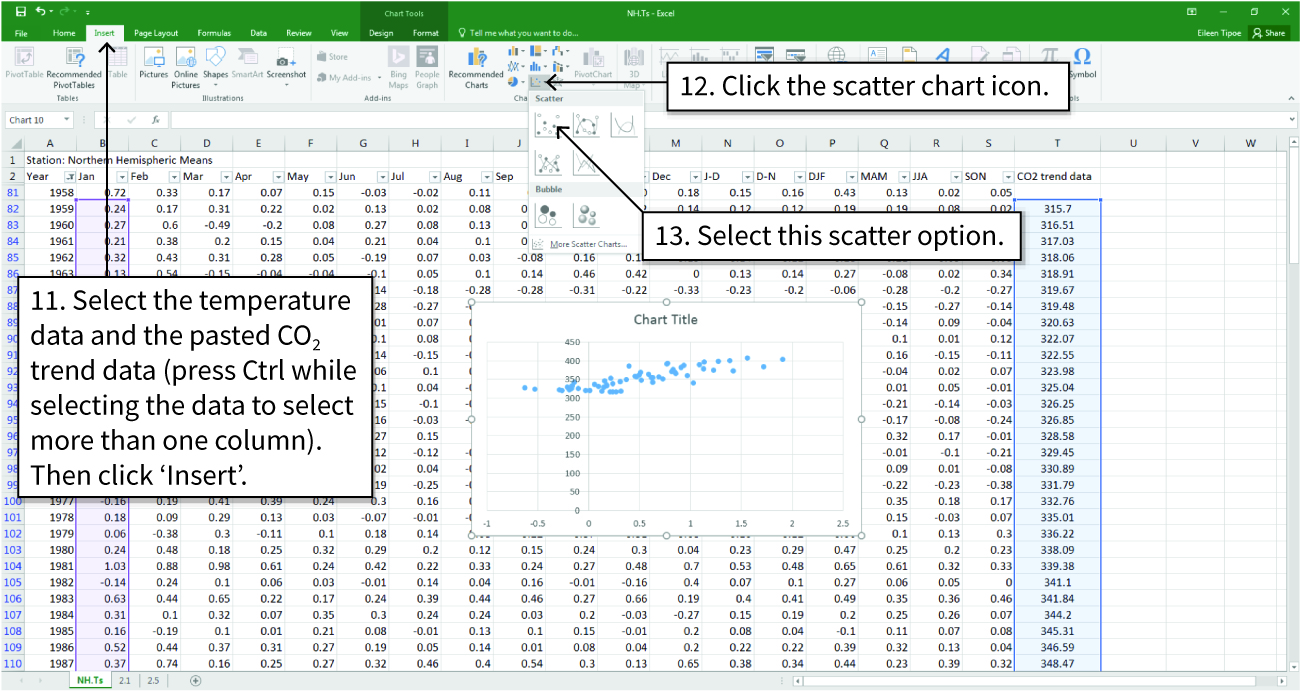 Chart Tools
NH.Ts - Excel
File Home Insert Page Layout Formulas Data Review View Design Format Tell me what you want to do... Eileen Tipoe Share
PivotTable Recommended PivotTables Table
Pictures Online Pictures Shapes SmartArt Screenshot
Store
My Add-ins
Bing Maps People Graph
Recommended Charts
PivotChart
3D Map
Symbol
Tables Illustrations Add-ins
12. Click the scatter chart icon.
Scatter
Bubble
More Scatter Charts...
13. Select this scatter option.
Chart 10 fx
A B C D E F G H I J M N O P Q R S T U V W
1 Station: Northern Hemispheric Means
2 Year Jan Feb Mar Apr May Jun Jul Aug Sep Dec J-D D-N DJF MAM JJA SON CO2 trend data
81 1958 0.72 0.33 0.17 0.07 0.15 -0.03 -0.02 0.11 0.18 0.15 0.16 0.43 0.13 0.02 0.05
82 1959 0.24 0.17 0.31 0.22 0.02 0.13 0.02 0.08 0.14 0.12 0.12 0.19 0.19 0.08 0.02 315.7
83 1960 0.27 0.6 -0.49 -0.2 0.08 0.27 0.08 0.13 316.51
84 1961 0.21 0.38 0.2 0.15 0.04 0.21 0.04 0.1 317.03
85 1962 0.32 0.43 0.31 0.28 0.05 -0.19 0.07 0.03 -0.08 0.16 318.06
86 1963 0.13 0.54 -0.15 -0.04 -0.04 -0.1 0.05 0.1 0.14 0.46 0.42 0 0.13 0.14 0.27 -0.08 0.02 0.34 318.91
-0.18 -0.28 -0.28 -0.31 -0.22 -0.33 -0.23 -0.2 -0.06 -0.28 -0.2 -0.27 319.67
-0.27 -0.15 -0.27 -0.14 319.48
0.07 -0.14 0.09 -0.04 320.63
0.08 0.1 0.01 0.12 322.07
-0.15 0.16 -0.15 -0.11 322.55
0.1 -0.04 0.02 0.07 323.98
0.04 0.01 0.05 -0.01 325.04
-0.1 -0.21 -0.14 -0.03 326.25
-0.03 -0.17 -0.08 -0.24 326.85
0.15 0.32 0.17 -0.01 328.58
-0.12 -0.01 -0.1 -0.21 329.45
0.04 0.09 0.01 -0.08 330.89
-0.25 -0.22 -0.23 -0.38 331.79
100 1977 -0.16 0.19 0.41 0.39 0.24 0.3 0.16 0.35 0.18 0.17 332.76
101 1978 0.18 0.09 0.29 0.13 0.03 -0.07 -0.01 0.15 -0.03 0.07 335.01
102 1979 0.06 -0.38 0.3 -0.11 0.1 0.18 0.14 0.1 0.13 0.3 336.22
103 1980 0.24 0.48 0.18 0.25 0.32 0.29 0.2 0.12 0.15 0.24 0.3 0.04 0.23 0.29 0.47 0.25 0.2 0.23 338.09
104 1981 1.03 0.88 0.98 0.61 0.24 0.42 0.22 0.33 0.24 0.27 0.48 0.7 0.53 0.48 0.65 0.61 0.32 0.33 339.38
105 1982 -0.14 0.24 0.1 0.06 0.03 -0.01 0.14 0.04 0.16 -0.01 -0.16 0.4 0.07 0.1 0.27 0.06 0.05 0 341.1
106 1983 0.63 0.44 0.65 0.22 0.17 0.24 0.39 0.44 0.46 0.27 0.66 0.19 0.4 0.41 0.49 0.35 0.36 0.46 341.84
107 1984 0.31 0.1 0.32 0.07 0.35 0.3 0.24 0.24 0.03 0.2 -0.03 -0.27 0.15 0.19 0.2 0.25 0.26 0.07 344.2
108 1985 0.16 -0.19 0.1 0.01 0.21 0.08 -0.01 0.13 0.1 0.15 -0.01 0.2 0.08 0.04 -0.1 0.11 0.07 0.08 345.31
109 1986 0.52 0.44 0.37 0.31 0.27 0.19 0.05 0.14 0.01 0.08 0.04 0.2 0.22 0.22 0.39 0.32 0.13 0.04 346.59
110 1987 0.37 0.74 0.16 0.25 0.27 0.32 0.46 0.4 0.54 0.3 0.13 0.65 0.38 0.34 0.44 0.23 0.39 0.32 348.47
11. Select the temperature
data and the pasted CO₂
trend data (press Ctrl while
selecting the data to select
more than one column).
Then click ‘Insert’.
Chart Title
450
400
350
300
250
200
150
100
50
0
-1 -0.5 0 0.5 1 1.5 2 2.5
NH.Ts 2.1 2.5